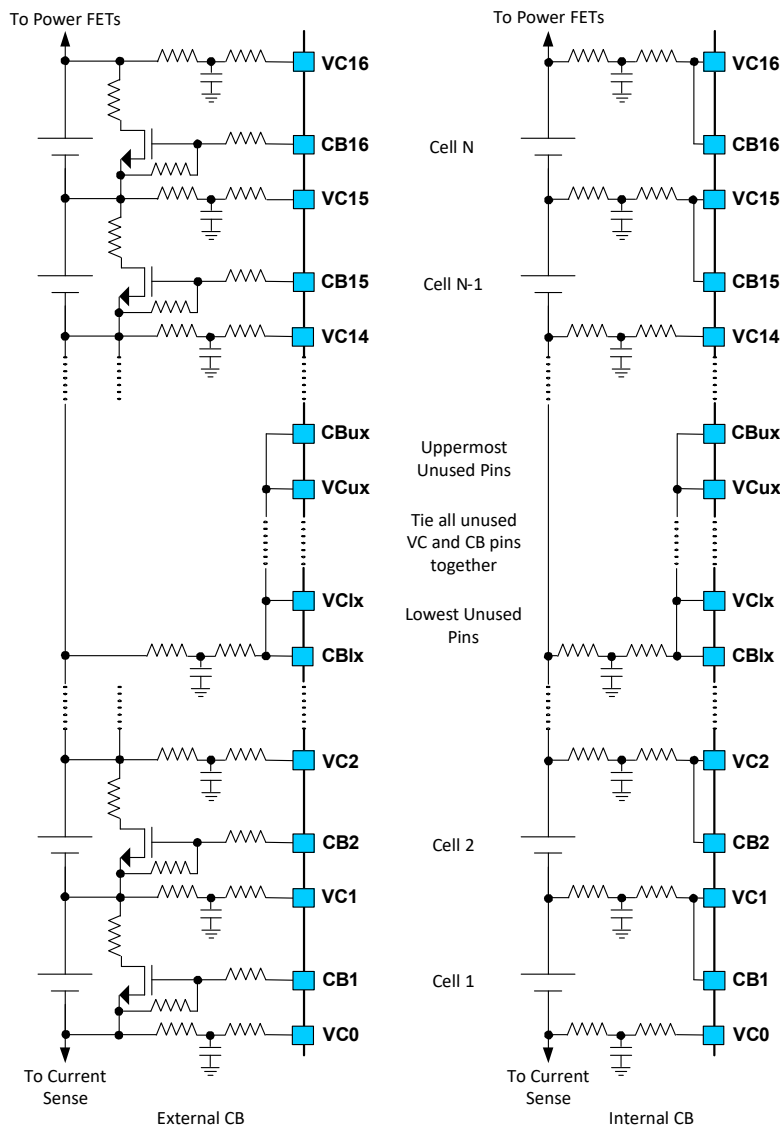 To Power FETs
VC16
CB16
VC15
CB15
VC14
CBux
VCux
VClx
CBlx
VC2
CB2
VC1
CB1
VC0
To Current
Sense
External CB
Cell N
Cell N-1
Uppermost
Unused Pins
Tie all unused
VC and CB pins
together
Lowest Unused
Pins
Cell 2
Cell 1
To Power FETs
VC16
CB16
VC15
CB15
VC14
CBux
VCux
VClx
CBlx
VC2
CB2
VC1
CB1
VC0
To Current
Sense
Internal CB